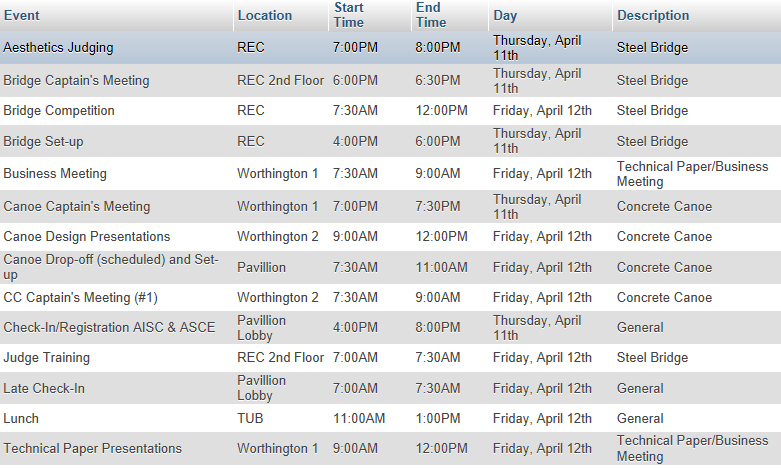 Event Location Start Time End Time Day Description
Aesthetics Judging REC 7:00PM 8:00PM Thursday, April 11th Steel Bridge
Bridge Captain's Meeting REC 2nd Floor 6:00PM 6:30PM Thursday, April 11th Steel Bridge
Bridge Competition REC 7:30AM 12:00PM Friday, April 12th Steel Bridge
Bridge Set-up REC 4:00PM 6:00PM Thursday, April 11th Steel Bridge
Business Meeting Worthington 1 7:30AM 9:00AM Friday, April 12th Technical Paper/Business Meeting
Canoe Captain's Meeting Worthington 1 7:00PM 7:30PM Thursday, April 11th Concrete Canoe
Canoe Design Presentations Worthington 2 9:00AM 12:00PM Friday, April 12th Concrete Canoe
Canoe Drop-off (scheduled) and Set-up Pavillion 7:30AM 11:00AM Friday, April 12th Concrete Canoe
CC Captain's Meeting (#1) Worthington 2 7:30AM 9:00AM Friday, April 12th Concrete Canoe
Check-In/Registration AISC & ASCE Pavillion Lobby 4:00PM 8:00PM Thursday, April 11th General
Judge Training REC 2nd Floor 7:00AM 7:30AM Friday, April 12th Steel Bridge
Late Check-In Pavillion Lobby 7:00AM 7:30AM Friday, April 12th General
Lunch TUB 11:00AM 1:00PM Friday, April 12th General
Technical Paper Presentations Worthington 1 9:00AM 12:00PM Friday, April 12th Technical Paper/Business Meeting